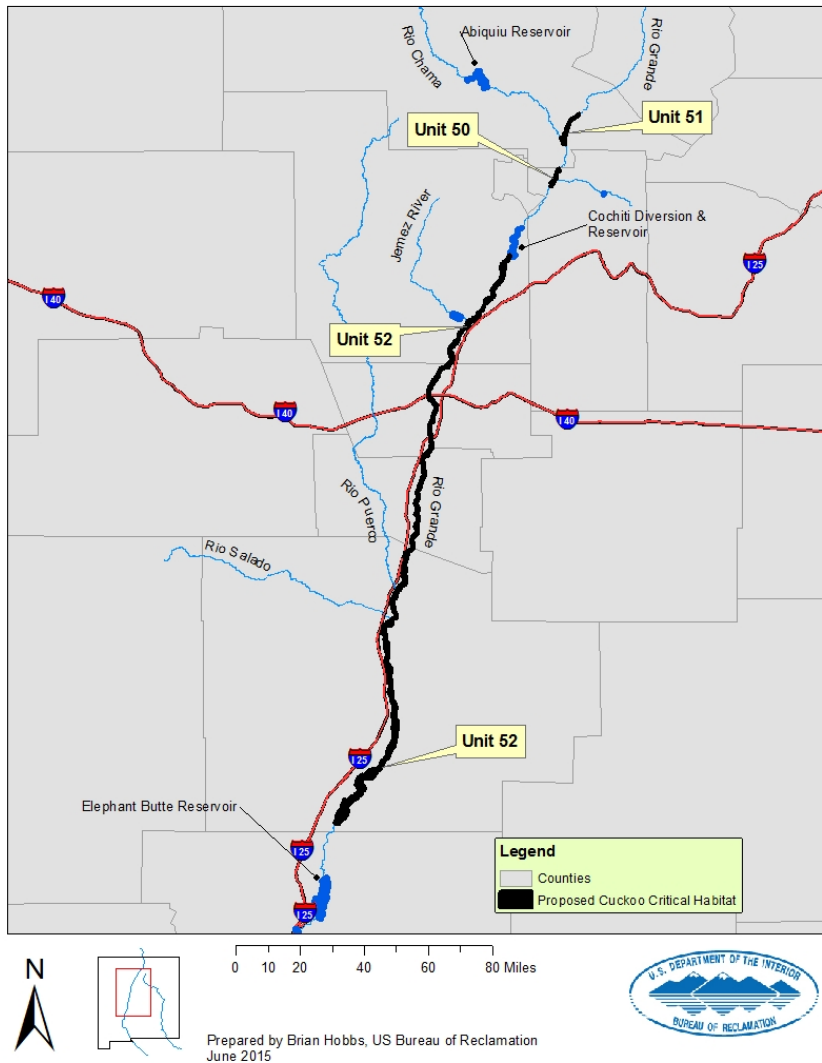 Abiquiu Reservoir
Rio Chama
Rio Grande
Unit 51
Unit 50
Jemez River
Cochiti Diversion &
Reservoir
I 25
I 40
Unit 52
I 40
I 40
Rio Puerco
Rio Grande
Rio Salado
Unit 52
I 25
Elephant Butte Reservoir
I 25
I 25
Legend
Counties
Proposed Cuckoo Critical Habitat
N
0 10 20 40 60 80 Miles
U.S. DEPARTMENT OF THE INTERIOR
BUREAU OF RECLAMATION
Prepared by Brian Hobbs, US Bureau of Reclamation
June 2015